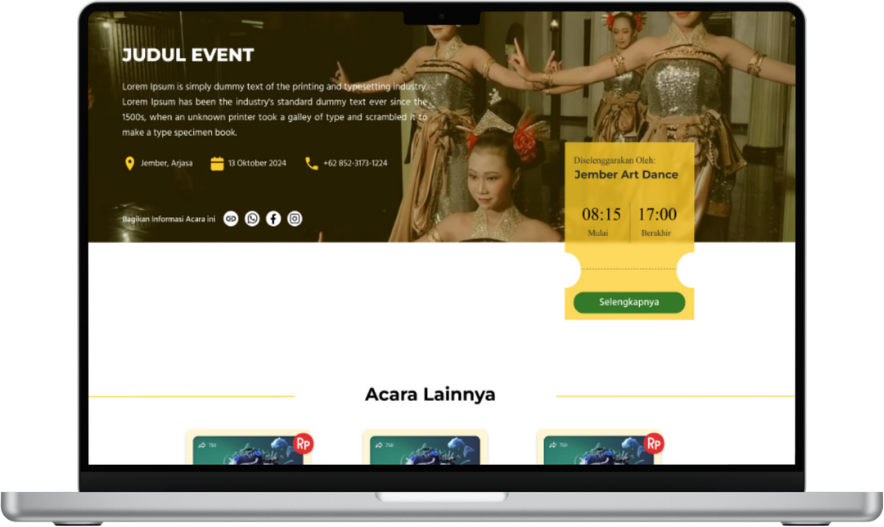 JUDUL EVENT
Lorem Ipsum is simply dummy text of the printing and typesetting industry.
Lorem Ipsum has been the industry's standard dummy text ever since the
1500s, when an unknown printer took a galley of type and scrambled it to
make a type specimen book.
Jember, Arjasa
13 Oktober 2024
+62 852-3173-1224
Bagikan Informasi Acara ini
Diselenggarakan Oleh:
Jember Art Dance
08:15
Mulai
17:00
Berakhir
Selengkapnya
Acara Lainnya
Rp
Rp